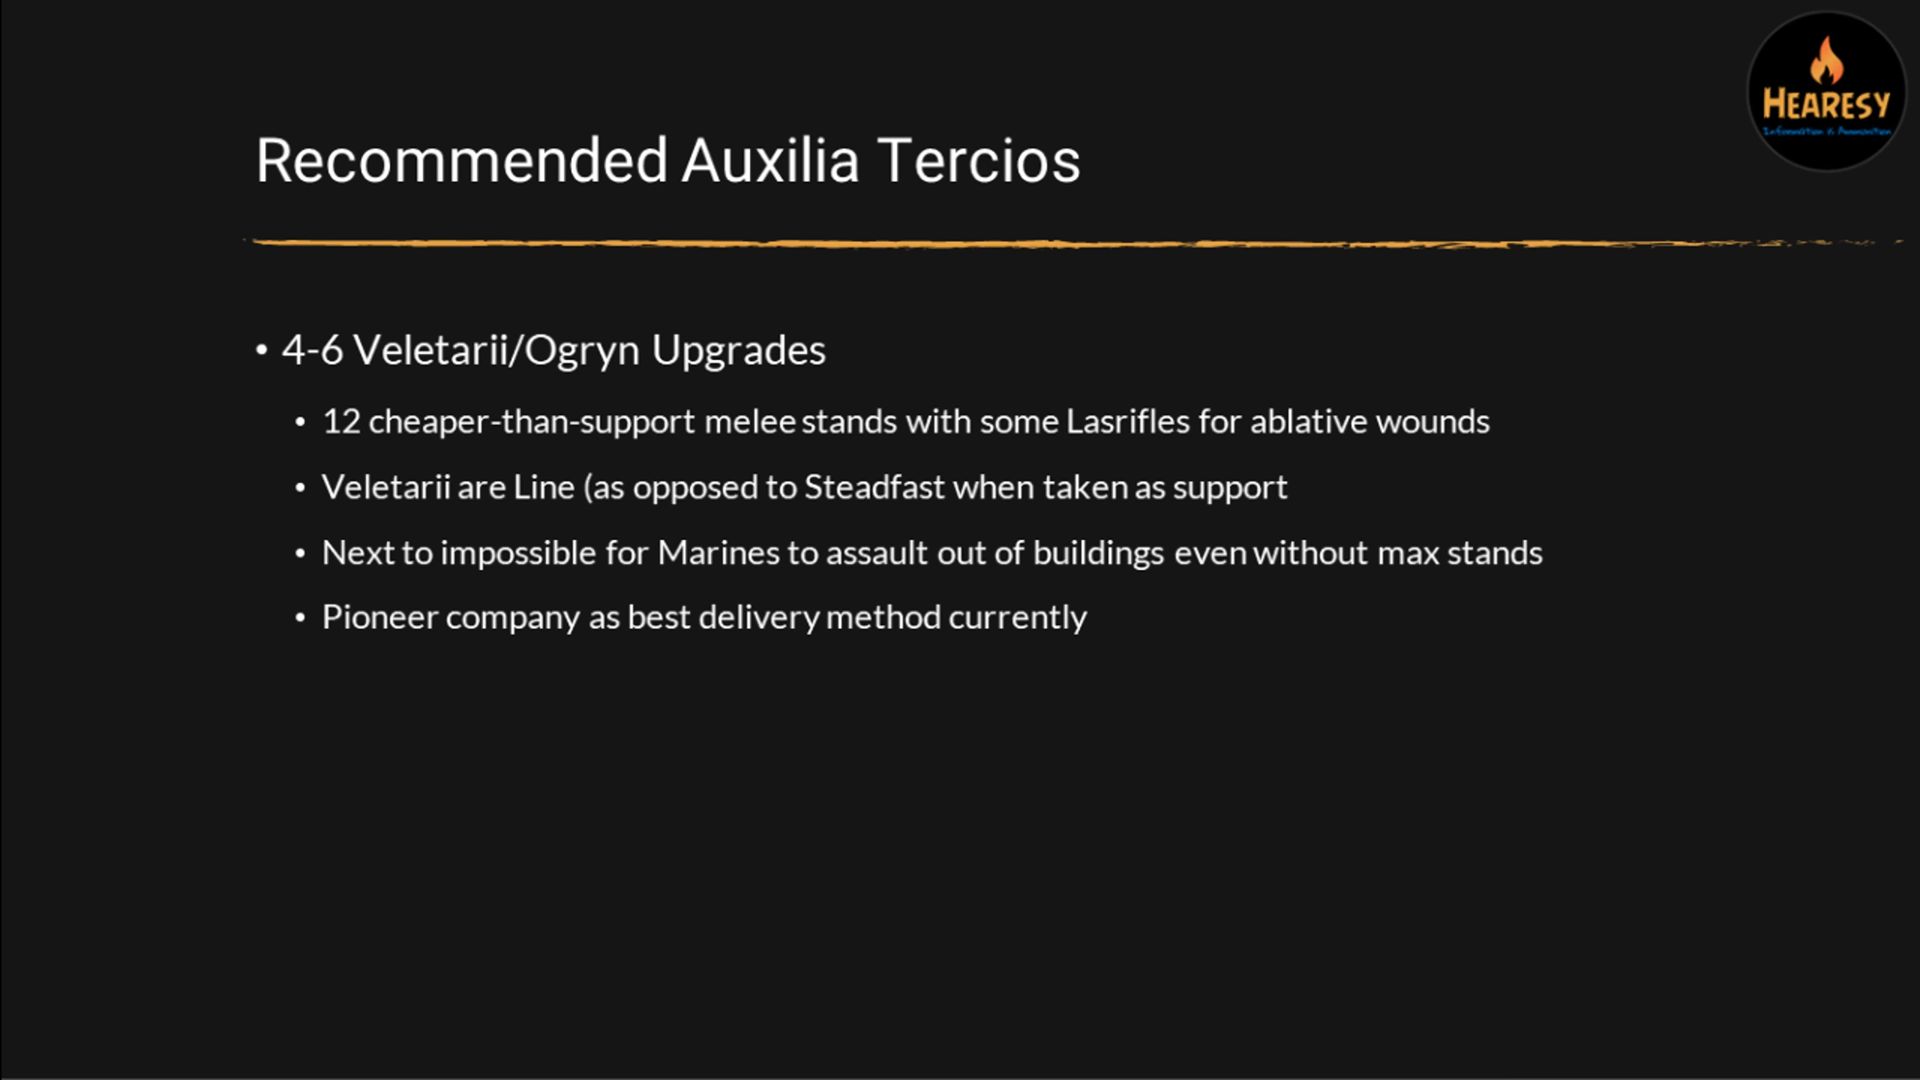 HEARESY
Information & Ammunition
Recommended Auxilia Tercios
• 4-6 Veletarii/Ogryn Upgrades
• 12 cheaper-than-support melee stands with some Lasrifles for ablative wounds
• Veletarii are Line (as opposed to Steadfast when taken as support
• Next to impossible for Marines to assault out of buildings even without max stands
• Pioneer company as best delivery method currently